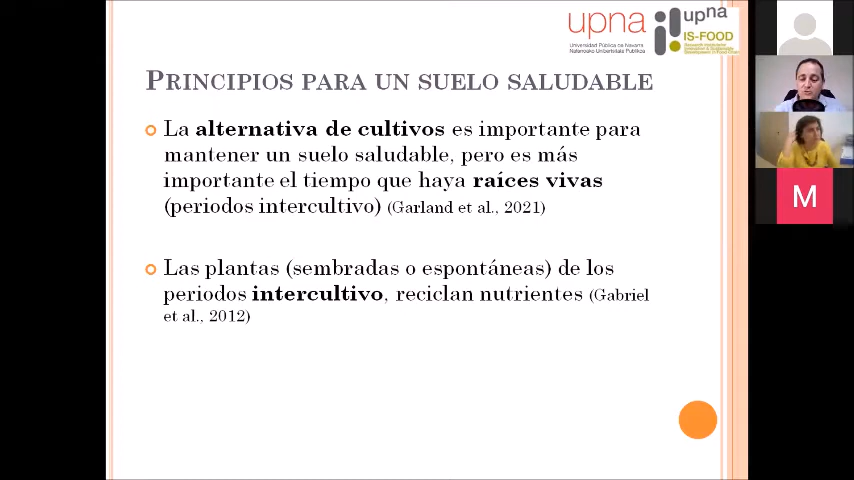 upna
Universidad Pública de Navarra
Nafarroako Unibertsitate Publikoa
upna
IS-FOOD
PRINCIPIOS PARA UN SUELO SALUDABLE
La alternativa de cultivos es importante para
mantener un suelo saludable, pero es más
importante el tiempo que haya raíces vivas
(periodos intercultivo) (Garland et al., 2021)
Las plantas (sembradas o espontáneas) de los
periodos intercultivo, reciclan nutrientes (Gabriel
et al., 2012)
M